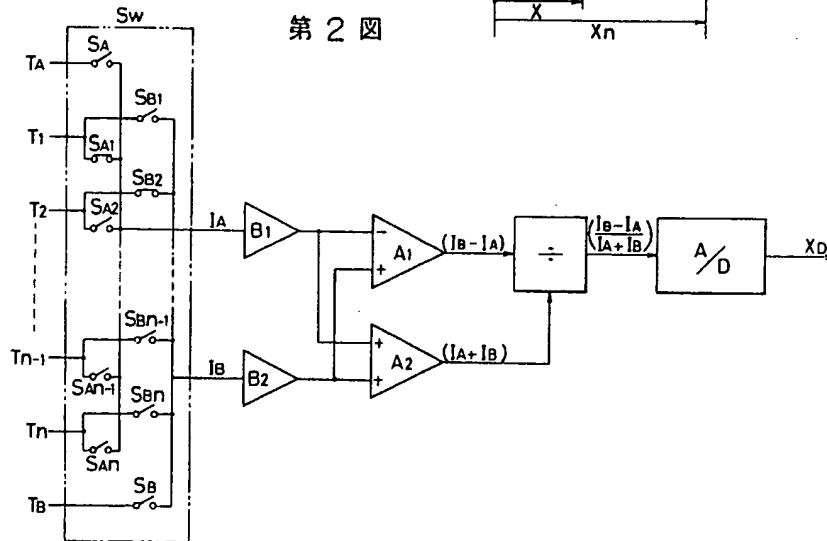 Sw
第2図
X
Xn
TA
SA
SB1
T1
SA1
SB2
T2
SA2
IA
B1
A1
(IB-IA)
÷
(IB-IA/IA+IB)
A/D
XD
SBn-1
Tn-1
SAn-1
IB
B2
A2
(IA+IB)
SBn
Tn
SAn
SB
TB
-
+
+
+